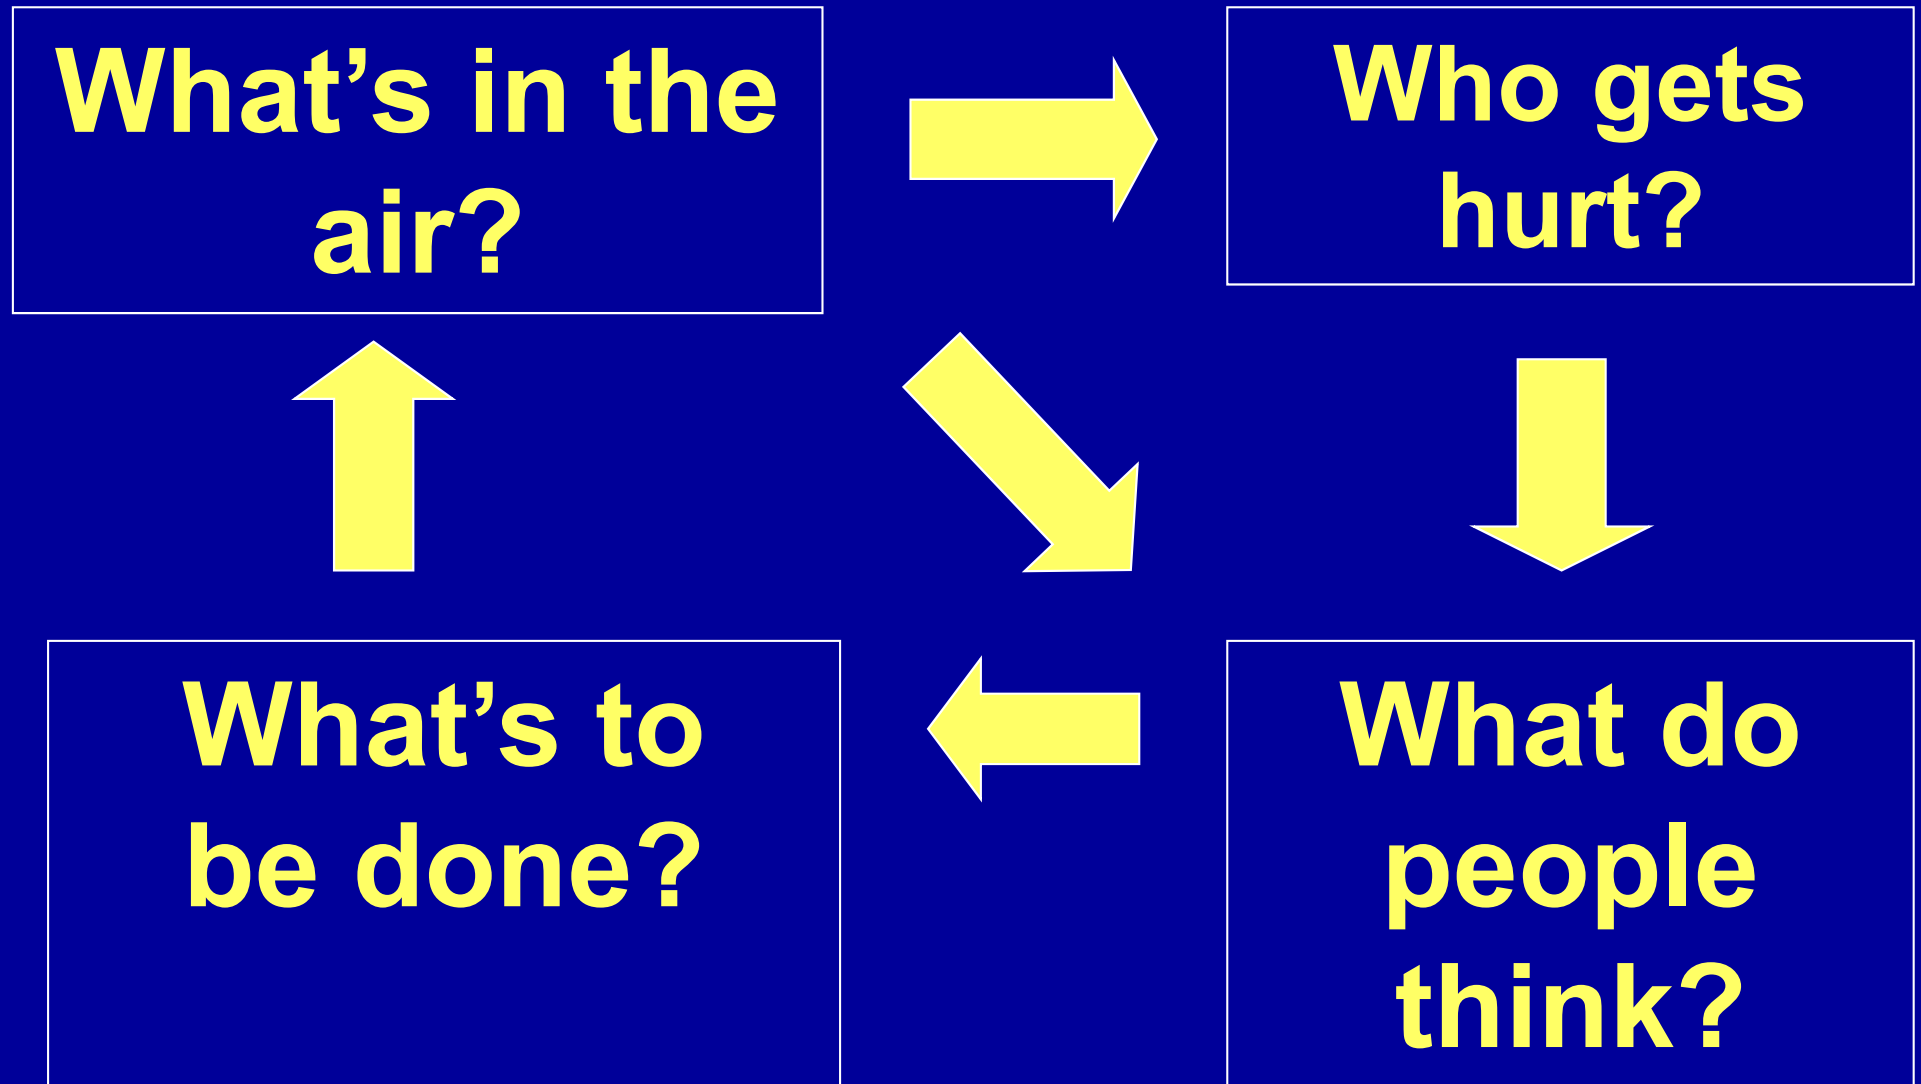 What’s in the
air?
Who gets
hurt?
What’s to
be done?
What do
people
think?